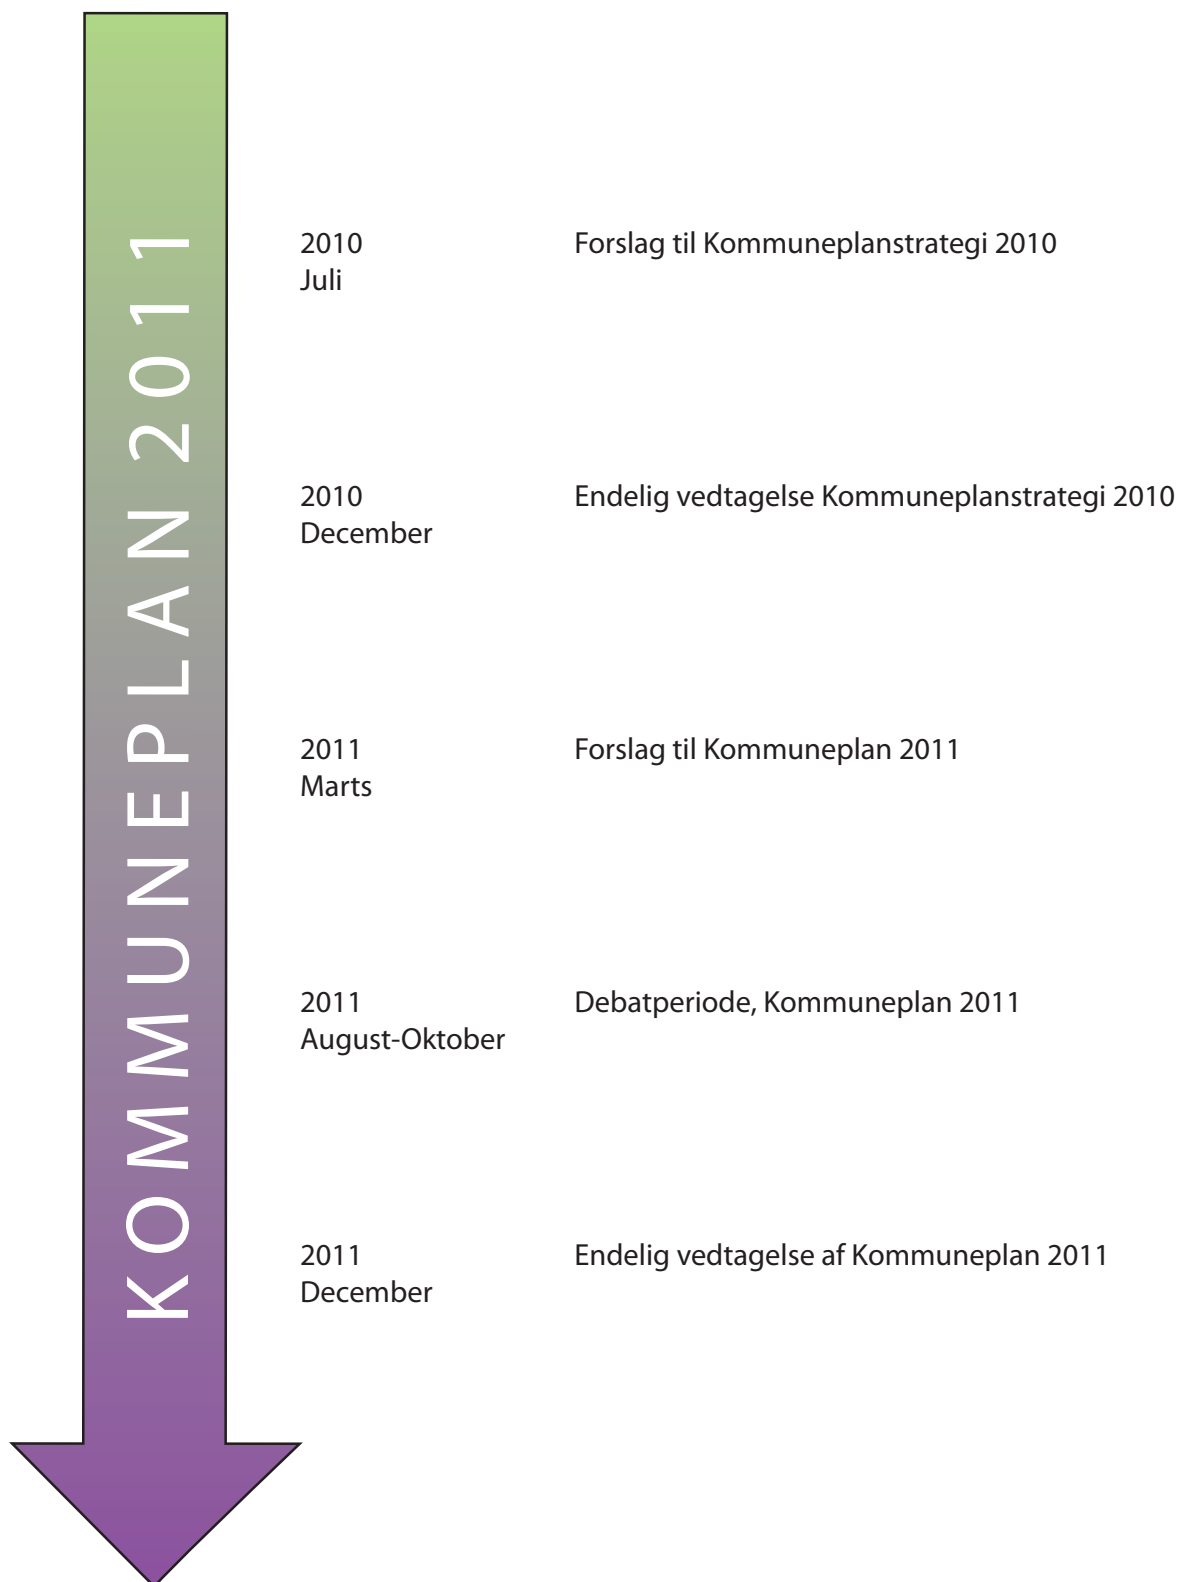 KOMMUNEPLAN 2011
2010 Forslag til Kommuneplanstrategi 2010
Juli
2010 Endelig vedtagelse Kommuneplanstrategi 2010
December
2011 Forslag til Kommuneplan 2011
Marts
2011 Debatperiode, Kommuneplan 2011
August-Oktober
2011 Endelig vedtagelse af Kommuneplan 2011
December